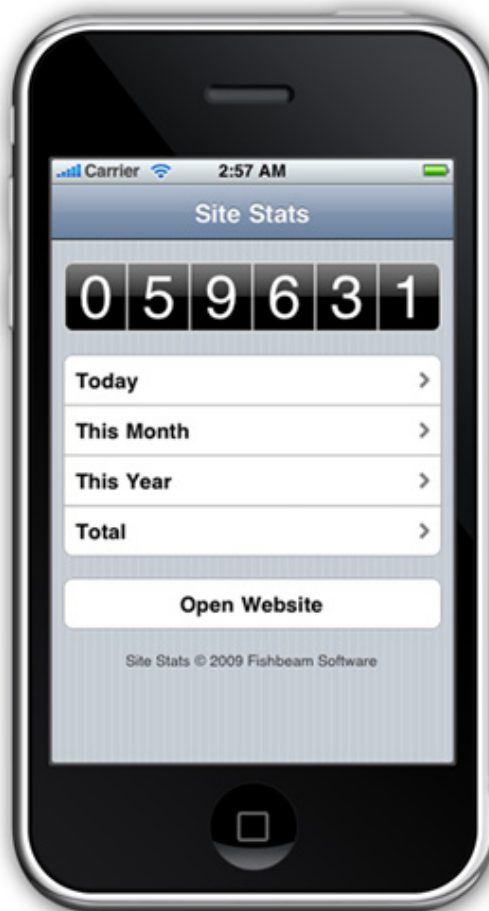 Carrier 2:57 AM
Site Stats
059631
Today
This Month
This Year
Total
Open Website
Site Stats © 2009 Fishbeam Software